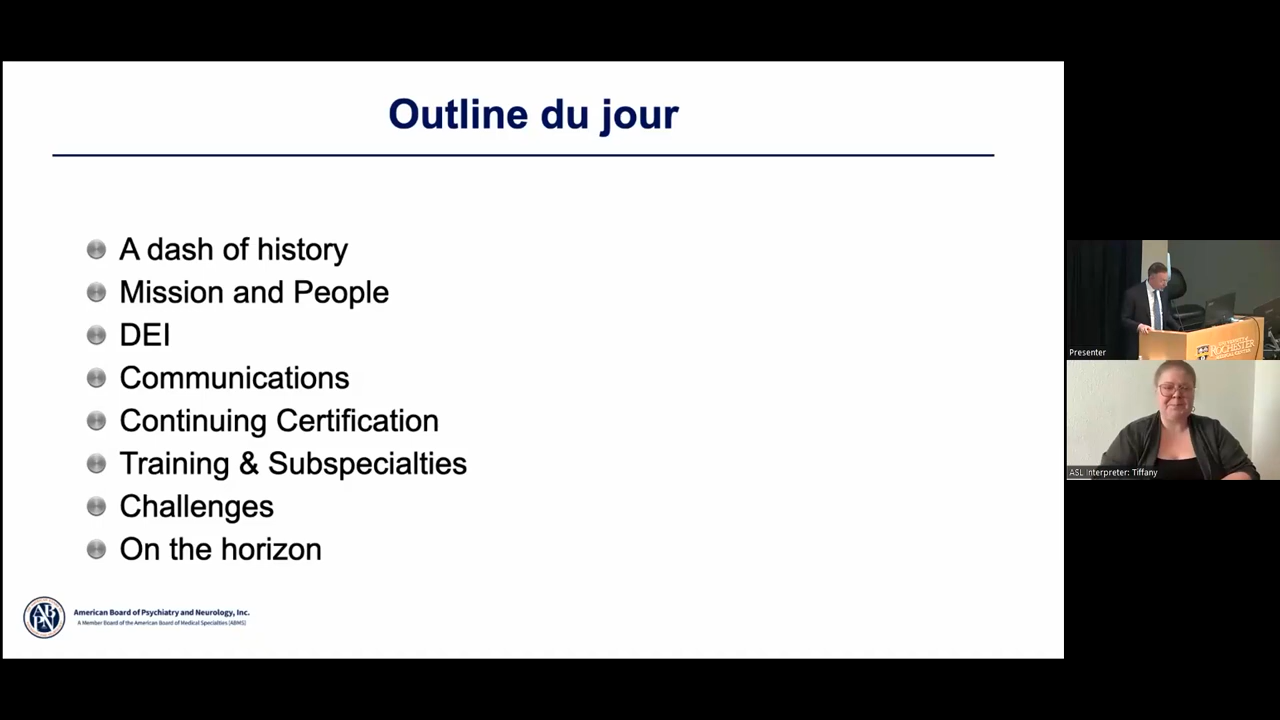 Outline du jour
A dash of history
Mission and People
DEI
Communications
Continuing Certification
Training & Subspecialties
Challenges
On the horizon
ABPN
American Board of Psychiatry and Neurology, Inc.
A Member Board of the American Board of Medical Specialties (ABMS)
Presenter
ROCHESTER
ASL Interpreter: Tiffany